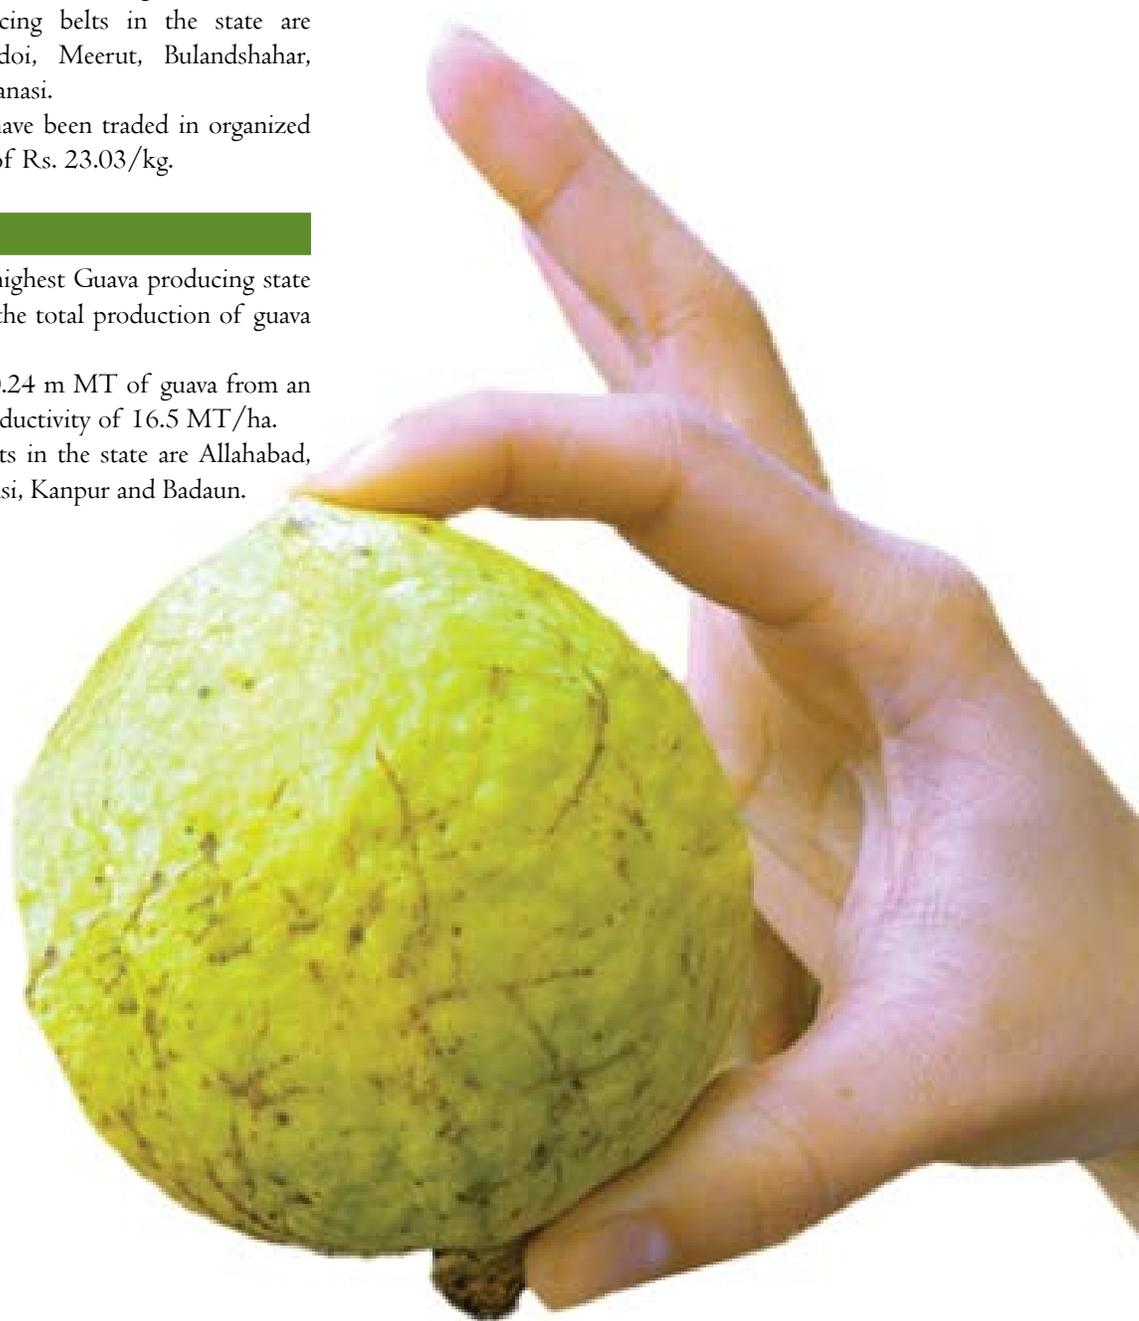 cing belts in the state are
doi, Meerut, Bulandshahar,
anasi.
have been traded in organized
of Rs. 23.03/kg.
highest Guava producing state
the total production of guava
.24 m MT of guava from an
ductivity of 16.5 MT/ha.
ts in the state are Allahabad,
si, Kanpur and Badaun.